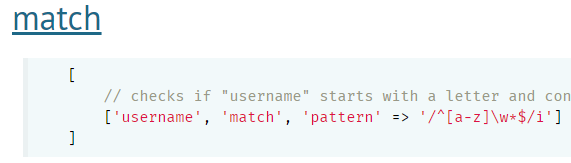 match
[
// checks if "username" starts with a letter and con
['username', 'match', 'pattern' => '/^[a-z]\w*$/i']
]